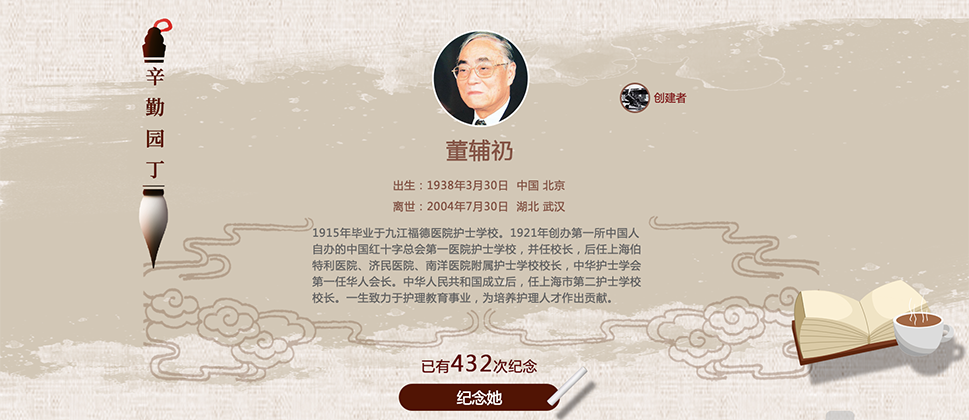 辛勤园丁
创建者
董辅礽
出生：1938年3月30日 中国 北京
离世：2004年7月30日 湖北 武汉
1915年毕业于九江福德医院护士学校。1921年创办第一所中国人
自办的中国红十字总会第一医院护士学校，并任校长，后任上海伯
特利医院、济民医院、南洋医院附属护士学校校长，中华护士学会
第一任华人会长。中华人民共和国成立后，任上海市第二护士学校
校长。一生致力于护理教育事业，为培养护理人才作出贡献。
已有432次纪念
纪念她